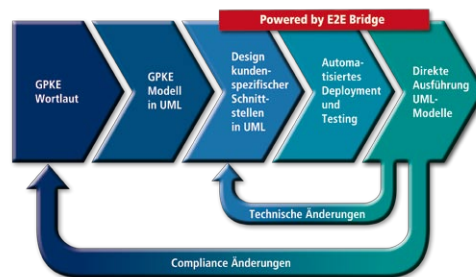 Powered by E2E Bridge
GPKE
Wortlaut
GPKE
Modell
in UML
Design
kunden-
spezifischer
Schnitt-
stellen
in UML
Automa-
tisiertes
Deployment
und
Testing
Direkte
Ausführung
UML-
Modelle
Technische Änderungen
Compliance Änderungen